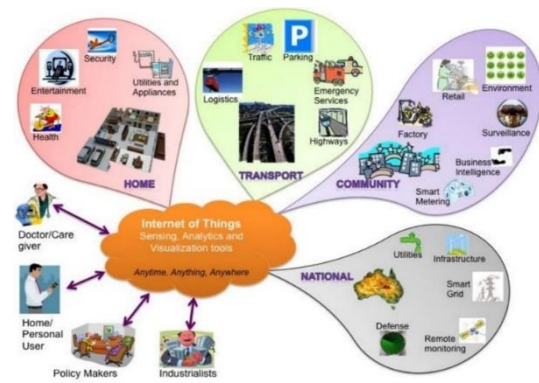 Security
Entertainment
Utilities and
Appliances
Health
HOME
Traffic
Parking
P
Logistics
Emergency
Services
Highways
TRANSPORT
Retail
Environment
Factory
Surveillance
Business
Intelligence
COMMUNITY
Smart
Metering
Internet of Things
Sensing, Analytics and
Visualization tools
Anytime, Anything, Anywhere
Doctor/Care
giver
Home/
Personal
User
Policy Makers
Industrialists
NATIONAL
Utilities
Infrastructure
Smart
Grid
Defense
Remote
monitoring